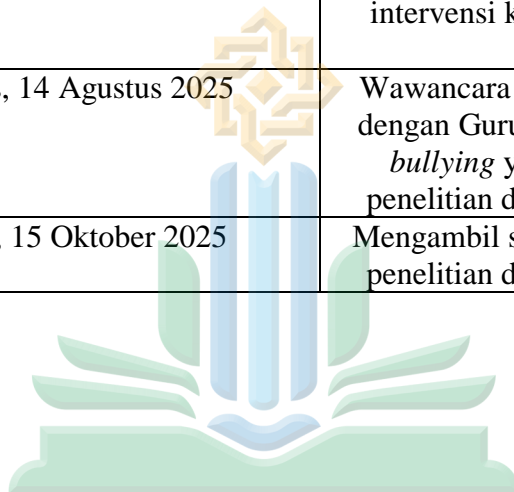 intervensi k
, 14 Agustus 2025
Wawancara
dengan Guru
bullying y
penelitian d
, 15 Oktober 2025
Mengambil s
penelitian d